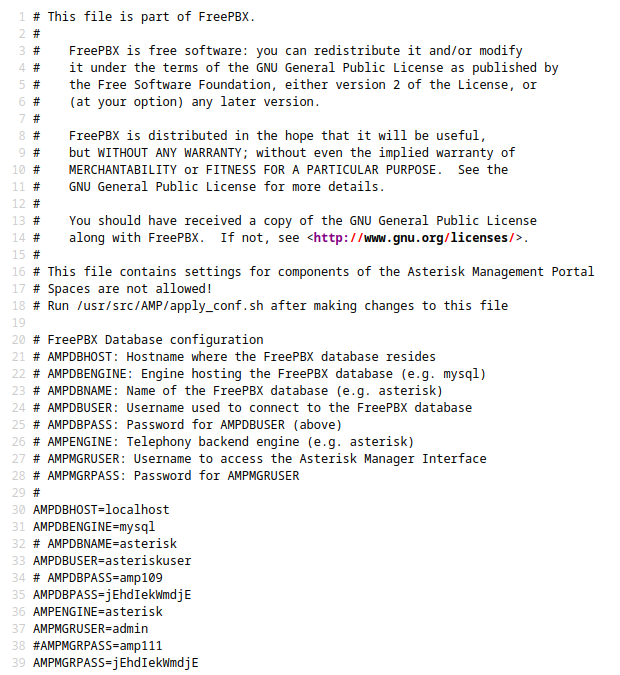 1 # This file is part of FreePBX.
2 #
3 #    FreePBX is free software: you can redistribute it and/or modify
4 #    it under the terms of the GNU General Public License as published by
5 #    the Free Software Foundation, either version 2 of the License, or
6 #    (at your option) any later version.
7 #
8 #    FreePBX is distributed in the hope that it will be useful,
9 #    but WITHOUT ANY WARRANTY; without even the implied warranty of
10 #    MERCHANTABILITY or FITNESS FOR A PARTICULAR PURPOSE.  See the
11 #    GNU General Public License for more details.
12 #
13 #    You should have received a copy of the GNU General Public License
14 #    along with FreePBX.  If not, see <http://www.gnu.org/licenses/>.
15 #
16 # This file contains settings for components of the Asterisk Management Portal
17 # Spaces are not allowed!
18 # Run /usr/src/AMP/apply_conf.sh after making changes to this file
19
20 # FreePBX Database configuration
21 # AMPDBHOST: Hostname where the FreePBX database resides
22 # AMPDBENGINE: Engine hosting the FreePBX database (e.g. mysql)
23 # AMPDBNAME: Name of the FreePBX database (e.g. asterisk)
24 # AMPDBUSER: Username used to connect to the FreePBX database
25 # AMPDBPASS: Password for AMPDBUSER (above)
26 # AMPENGINE: Telephony backend engine (e.g. asterisk)
27 # AMPMGRUSER: Username to access the Asterisk Manager Interface
28 # AMPMGRPASS: Password for AMPMGRUSER
29 #
30 AMPDBHOST=localhost
31 AMPDBENGINE=mysql
32 # AMPDBNAME=asterisk
33 AMPDBUSER=asteriskuser
34 # AMPDBPASS=amp109
35 AMPDBPASS=jEhdIekWmdjE
36 AMPENGINE=asterisk
37 AMPMGRUSER=admin
38 #AMPMGRPASS=amp111
39 AMPMGRPASS=jEhdIekWmdjE